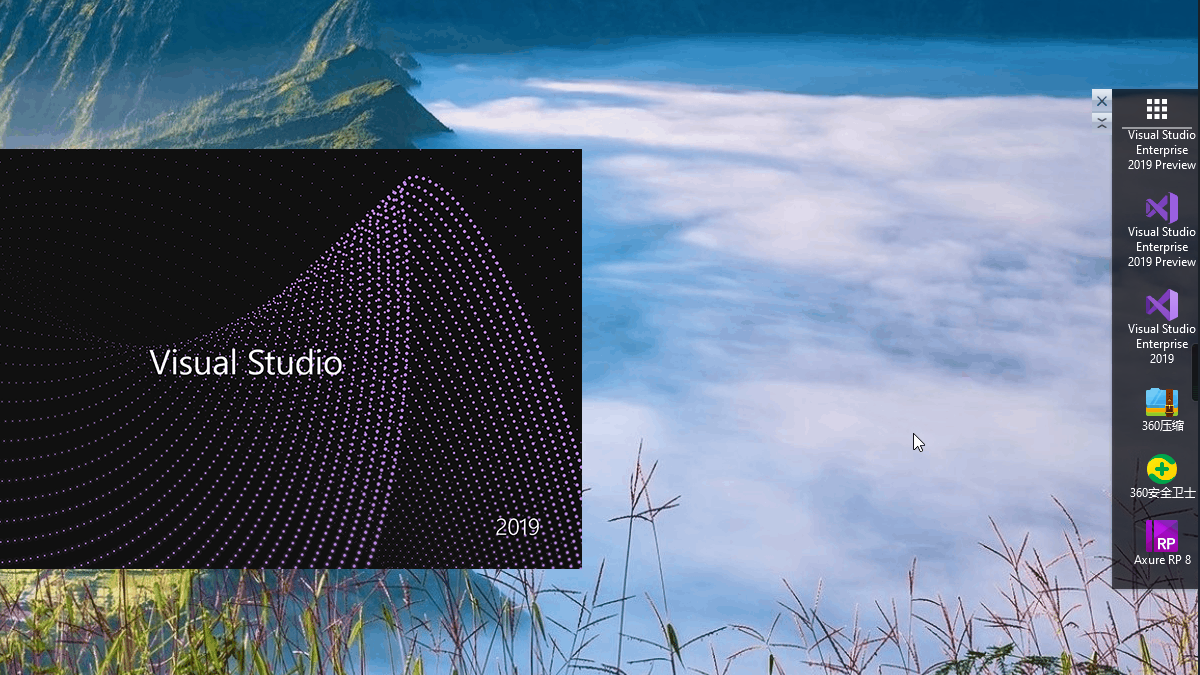 Visual Studio
2019
Visual Studio
Enterprise
2019 Preview
Visual Studio
Enterprise
2019 Preview
Visual Studio
Enterprise
2019
360压缩
360安全卫士
RP
Axure RP 8